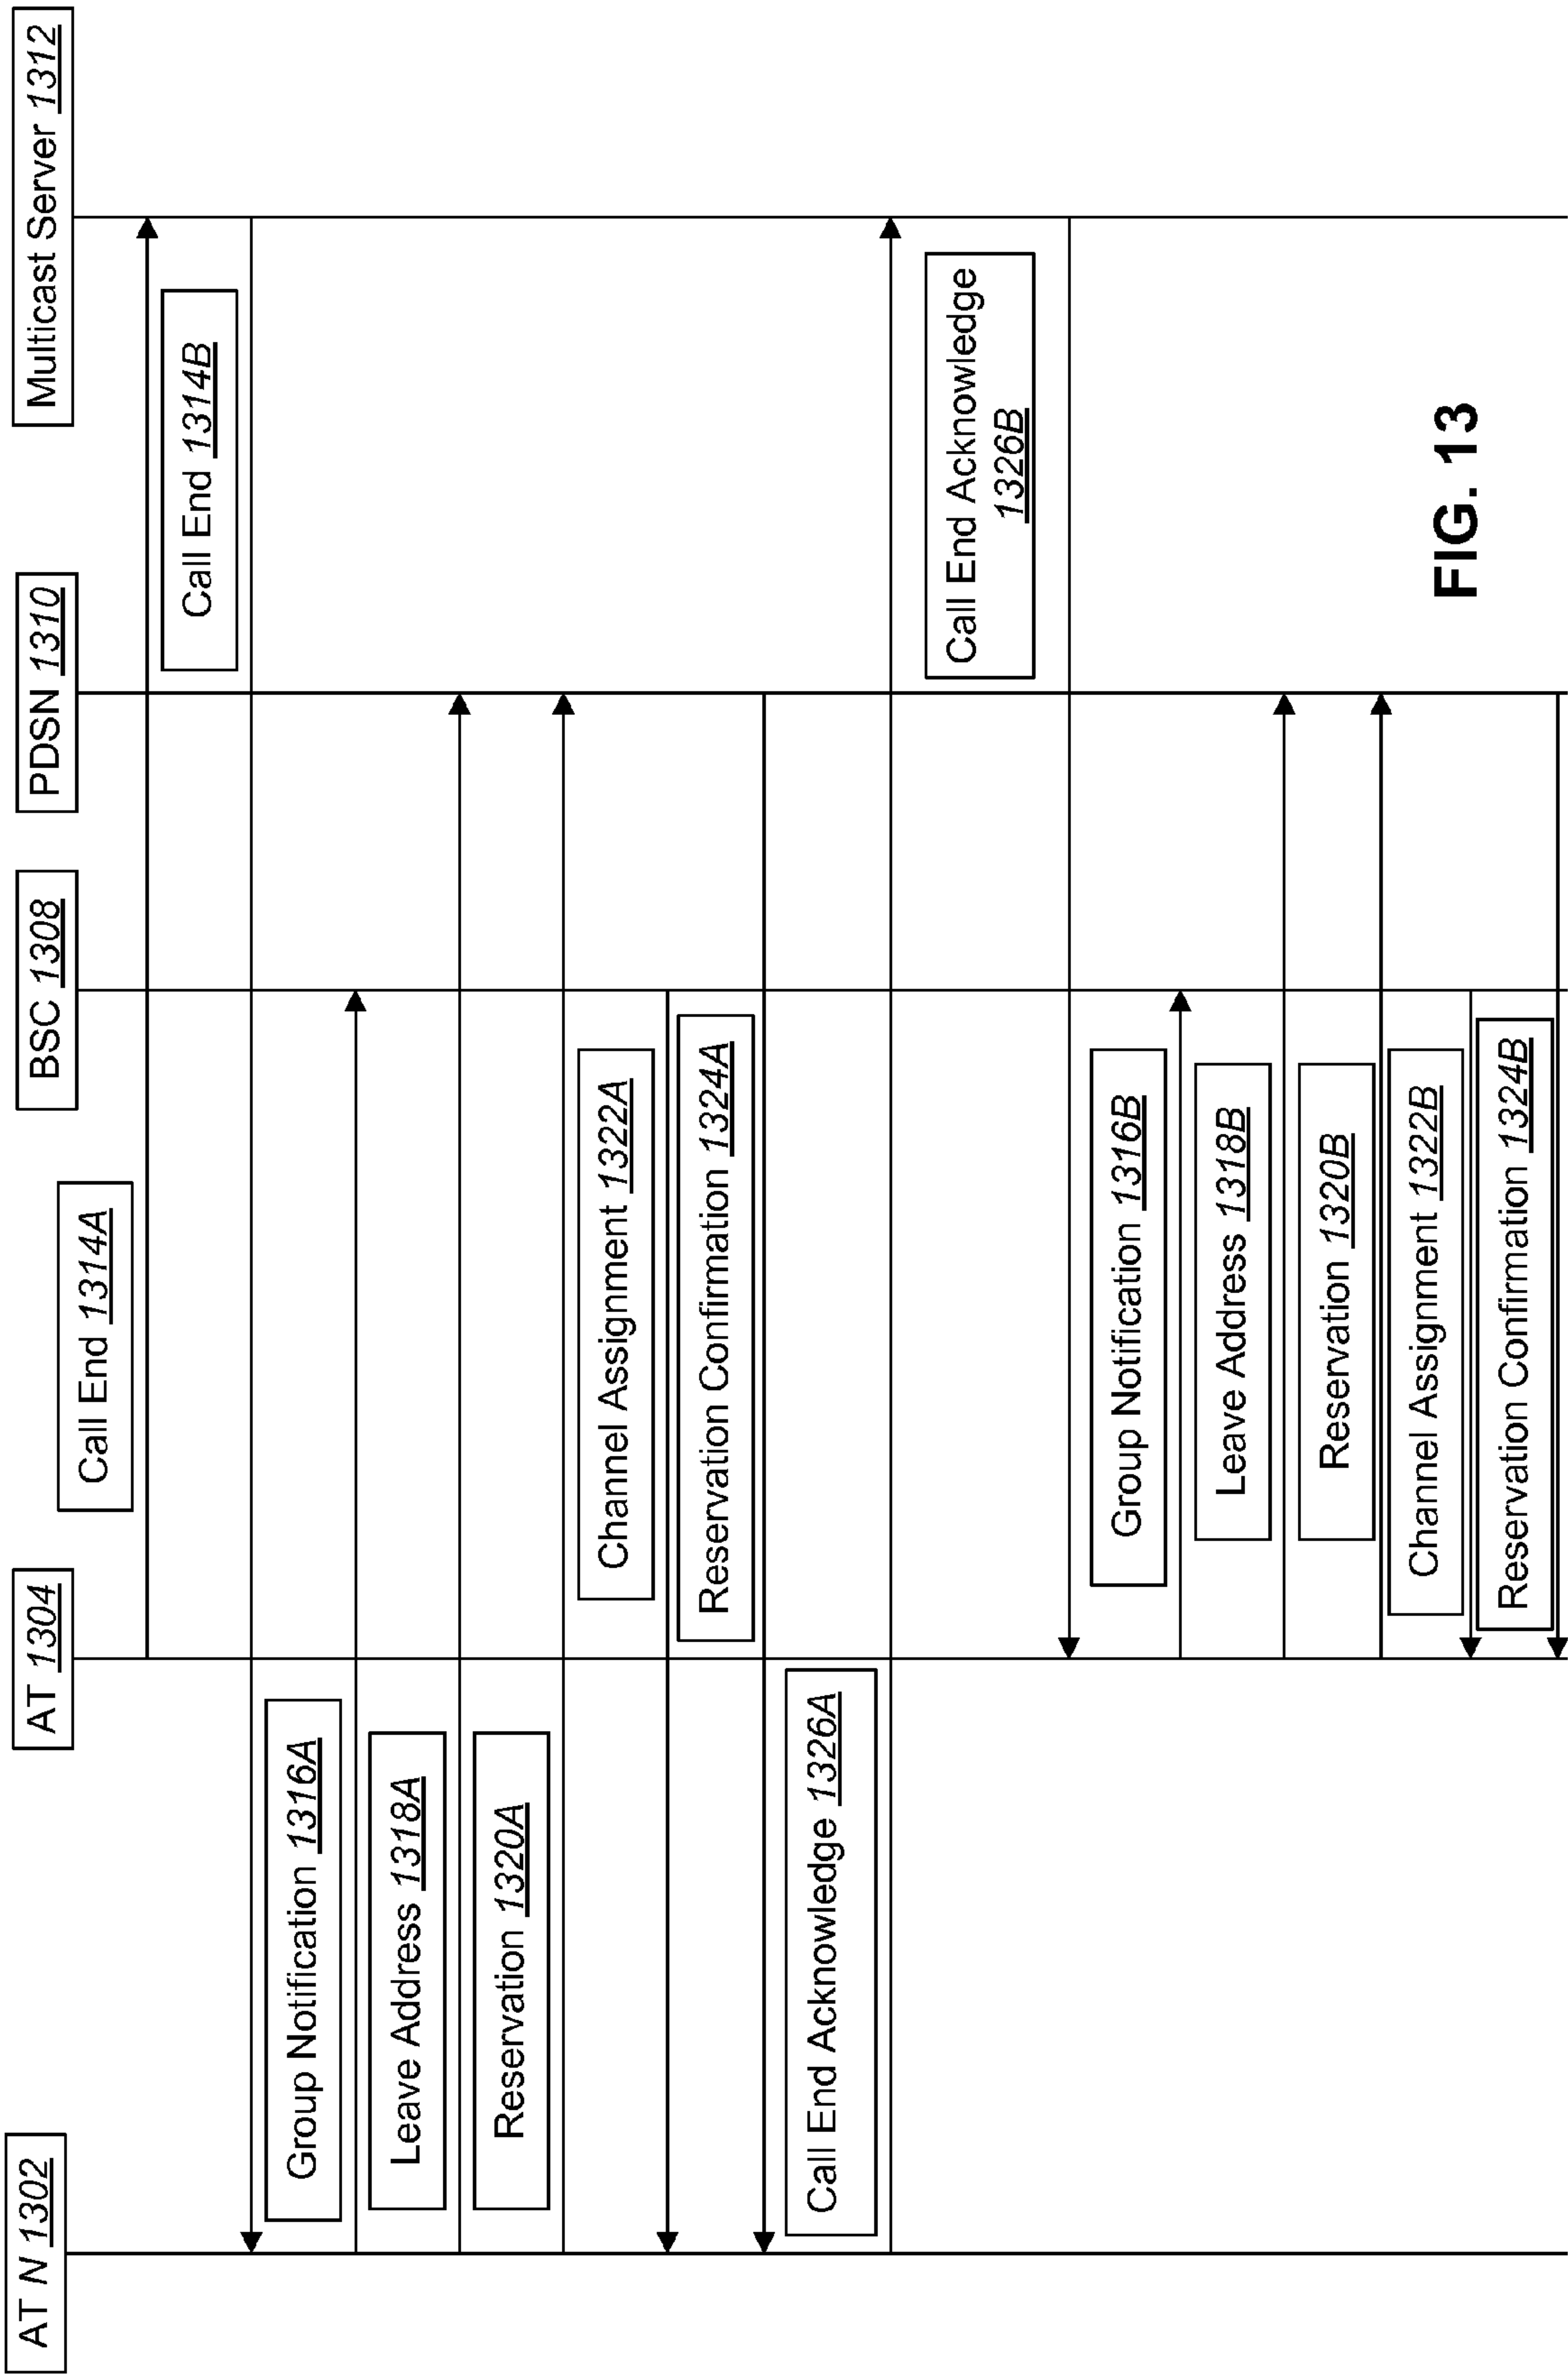 AT N 1302
AT 1304
BSC 1308
PDSN 1310
Multicast Server 1312
Call End 1314A
Call End 1314B
Group Notification 1316A
Leave Address 1318A
Reservation 1320A
Channel Assignment 1322A
Reservation Confirmation 1324A
Call End Acknowledge 1326A
Call End Acknowledge
1326B
Group Notification 1316B
Leave Address 1318B
Reservation 1320B
Channel Assignment 1322B
Reservation Confirmation 1324B
FIG. 13